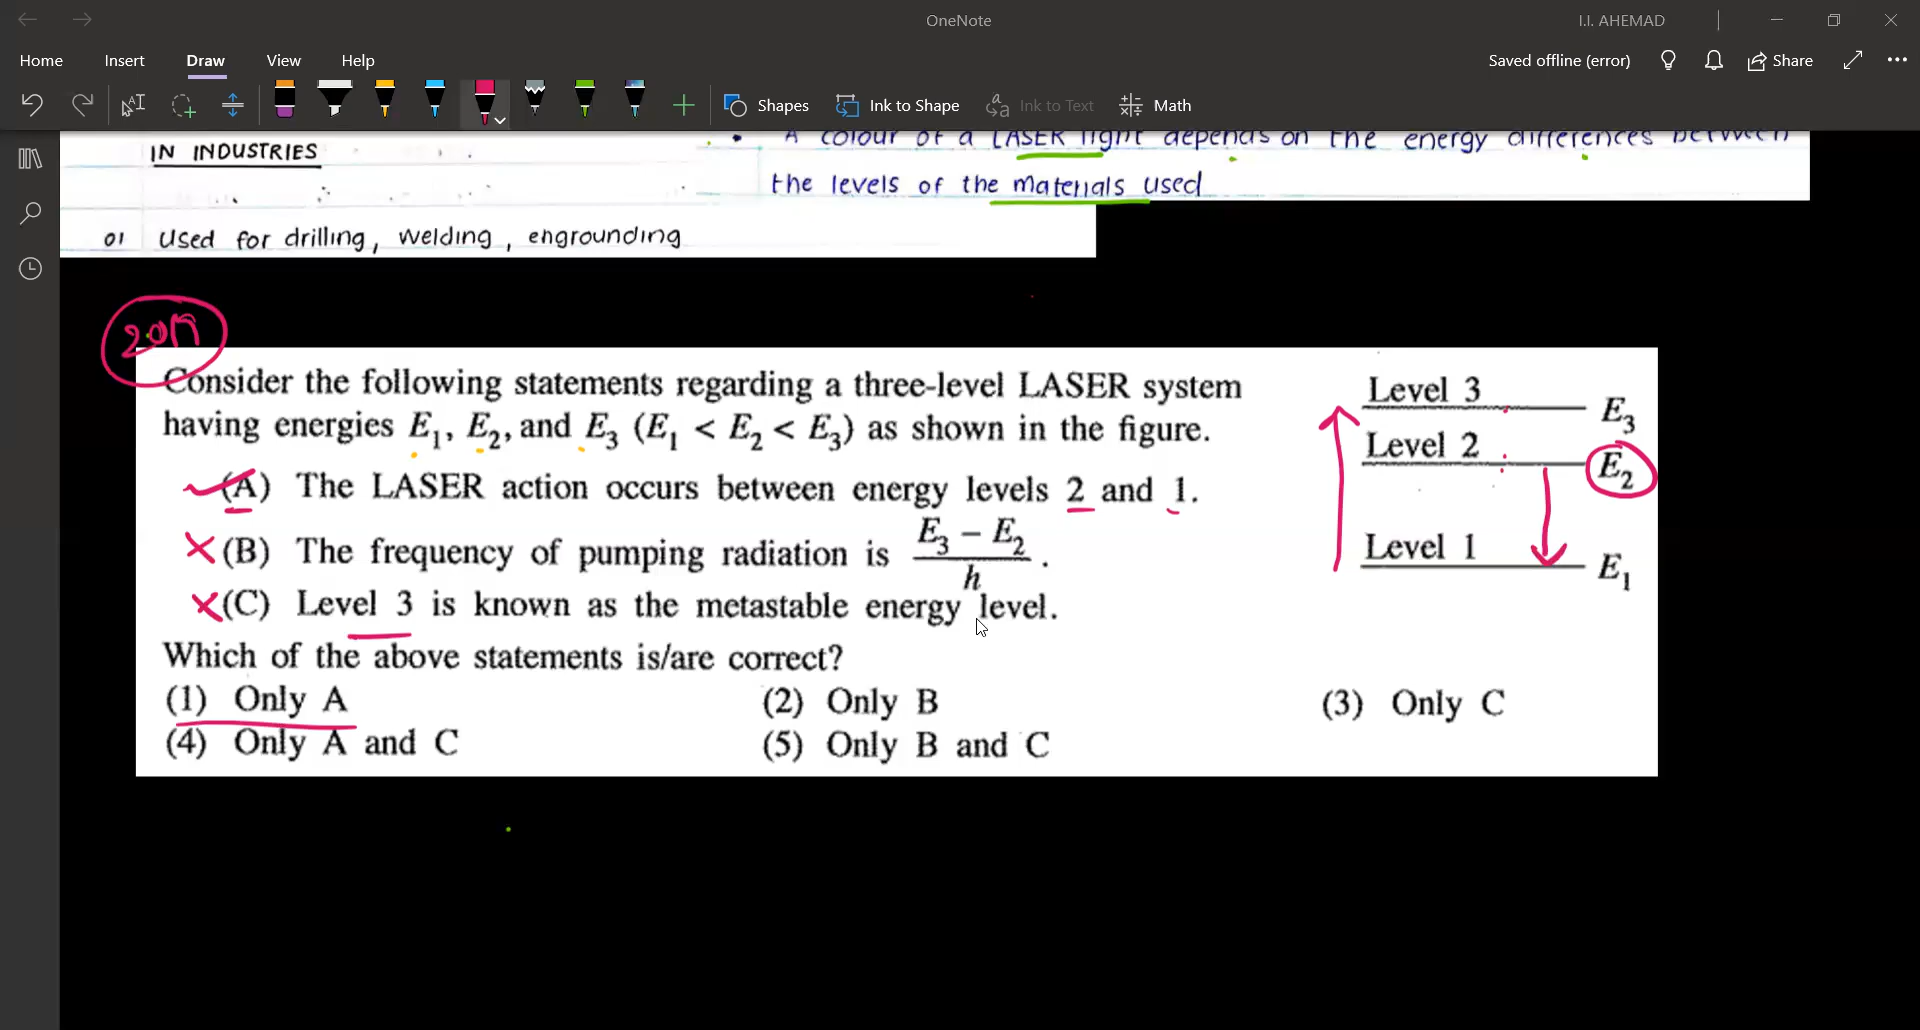 OneNote
I.I. AHEMAD
Home Insert Draw View Help
Saved offline (error) Share
Shapes Ink to Shape Ink to Text Math
IN INDUSTRIES
• A colour of a LASER light depends on the energy differences between
the levels of the materials used
01 Used for drilling, welding, engrounding
Consider the following statements regarding a three-level LASER system
having energies E₁, E₂, and E₃ (E₁ < E₂ < E₃) as shown in the figure.
(A) The LASER action occurs between energy levels 2 and 1.
(B) The frequency of pumping radiation is (E₃ – E₂)/h.
(C) Level 3 is known as the metastable energy level.
Which of the above statements is/are correct?
(1) Only A (2) Only B (3) Only C
(4) Only A and C (5) Only B and C
Level 3 E₃
Level 2 E₂
Level 1 E₁